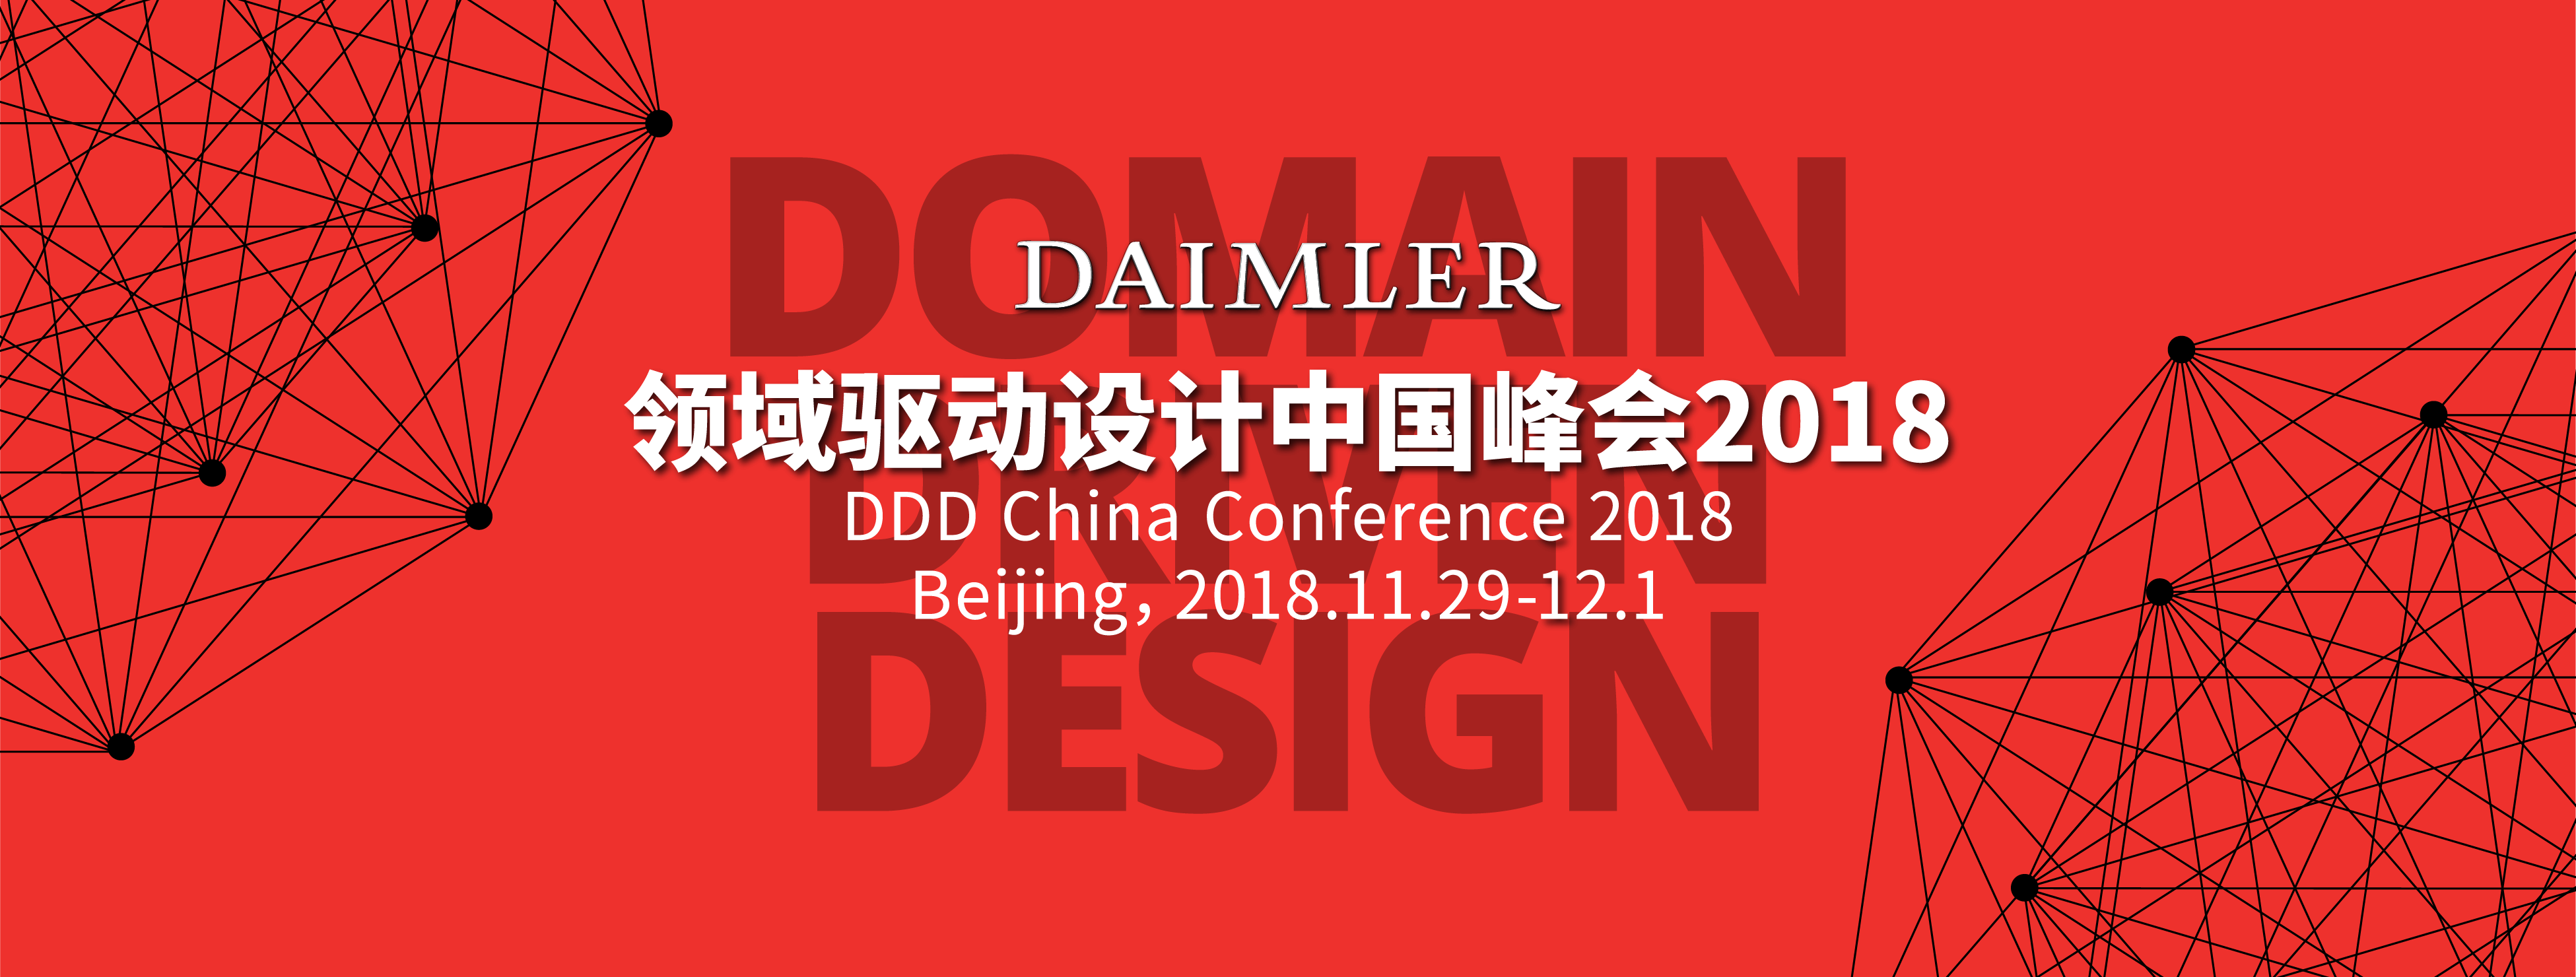 DOMAIN
DAIMLER
领域驱动设计中国峰会2018
DRIVEN
DDD China Conference 2018
Beijing, 2018.11.29-12.1
DESIGN